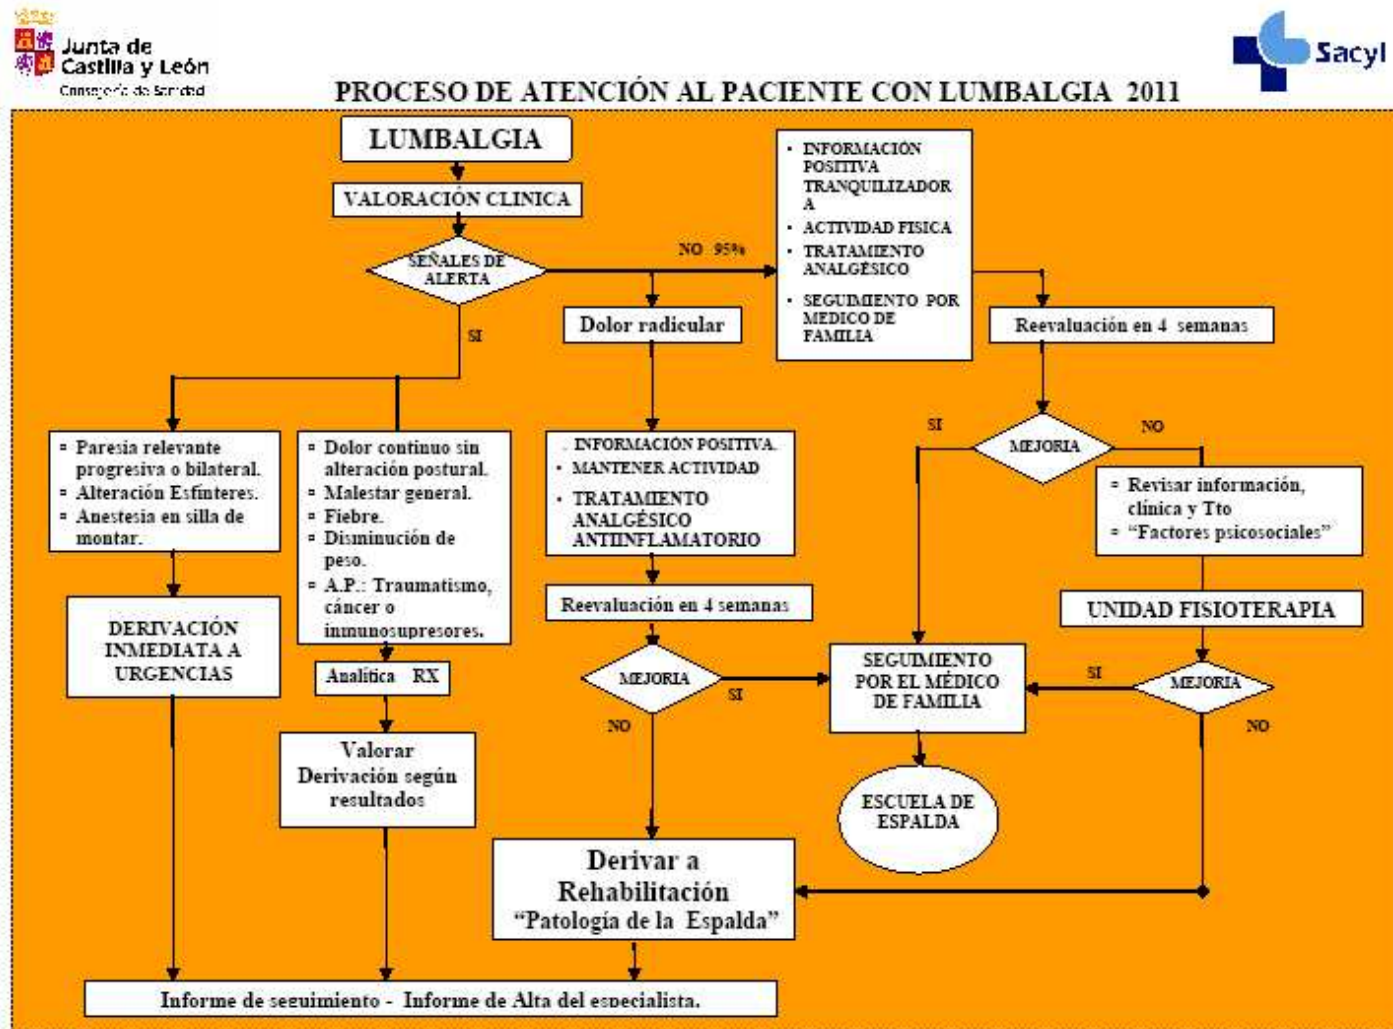 Junta de
Castilla y León
Consejería de Sanidad
Sacyl
PROCESO DE ATENCIÓN AL PACIENTE CON LUMBALGIA 2011
LUMBALGIA
VALORACIÓN CLINICA
SEÑALES DE
ALERTA
NO 95%
SI
• INFORMACIÓN
POSITIVA
TRANQUILIZADOR
A
• ACTIVIDAD FISICA
• TRATAMIENTO
ANALGÉSICO
• SEGUIMIENTO POR
MEDICO DE
FAMILIA
Dolor radicular
Reevaluación en 4 semanas
▫ Paresia relevante
progresiva o bilateral.
▫ Alteración Esfínteres.
▫ Anestesia en silla de
montar.
▫ Dolor continuo sin
alteración postural.
▫ Malestar general.
▫ Fiebre.
▫ Disminución de
peso.
▫ A.P.: Traumatismo,
cáncer o
inmunosupresores.
. INFORMACIÓN POSITIVA.
• MANTENER ACTIVIDAD
• TRATAMIENTO
ANALGÉSICO
ANTIINFLAMATORIO
SI
MEJORIA
NO
▫ Revisar información,
clínica y Tto
▫ “Factores psicosociales”
DERIVACIÓN
INMEDIATA A
URGENCIAS
Analítica RX
Reevaluación en 4 semanas
UNIDAD FISIOTERAPIA
MEJORIA
SI
NO
SEGUIMIENTO
POR EL MÉDICO
DE FAMILIA
SI
MEJORIA
NO
Valorar
Derivación según
resultados
ESCUELA DE
ESPALDA
Derivar a
Rehabilitación
“Patología de la Espalda”
Informe de seguimiento - Informe de Alta del especialista.